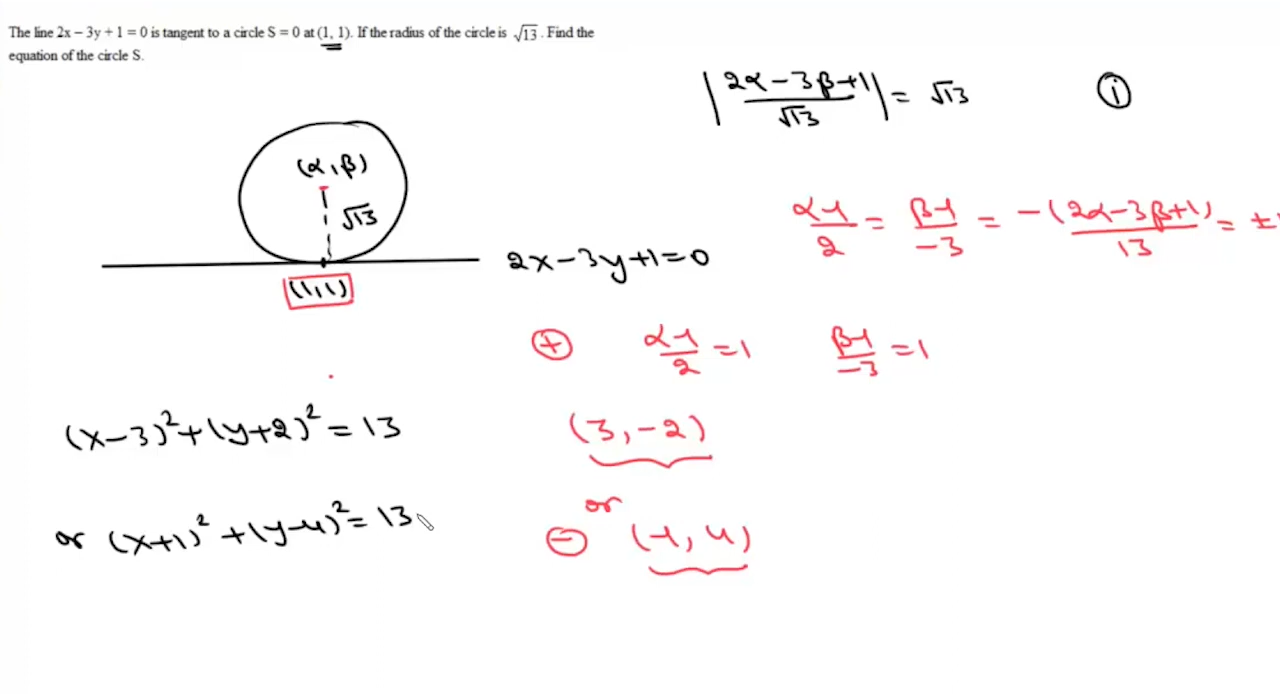 The line 2x – 3y + 1 = 0 is tangent to a circle S = 0 at (1, 1). If the radius of the circle is √13. Find the
equation of the circle S.
|(2α-3β+1)/√13| = √13 (i)
(α,β)
√13
(α-1)/2 = (β-1)/-3 = -(2α-3β+1)/13 = ±
2x-3y+1=0
(1,1)
⊕ (α-1)/2 = 1 (β-1)/-3 = 1
(x-3)²+(y+2)² = 13 (3,-2)
or
or (x+1)²+(y-4)² = 13 ⊖ (-1, 4)